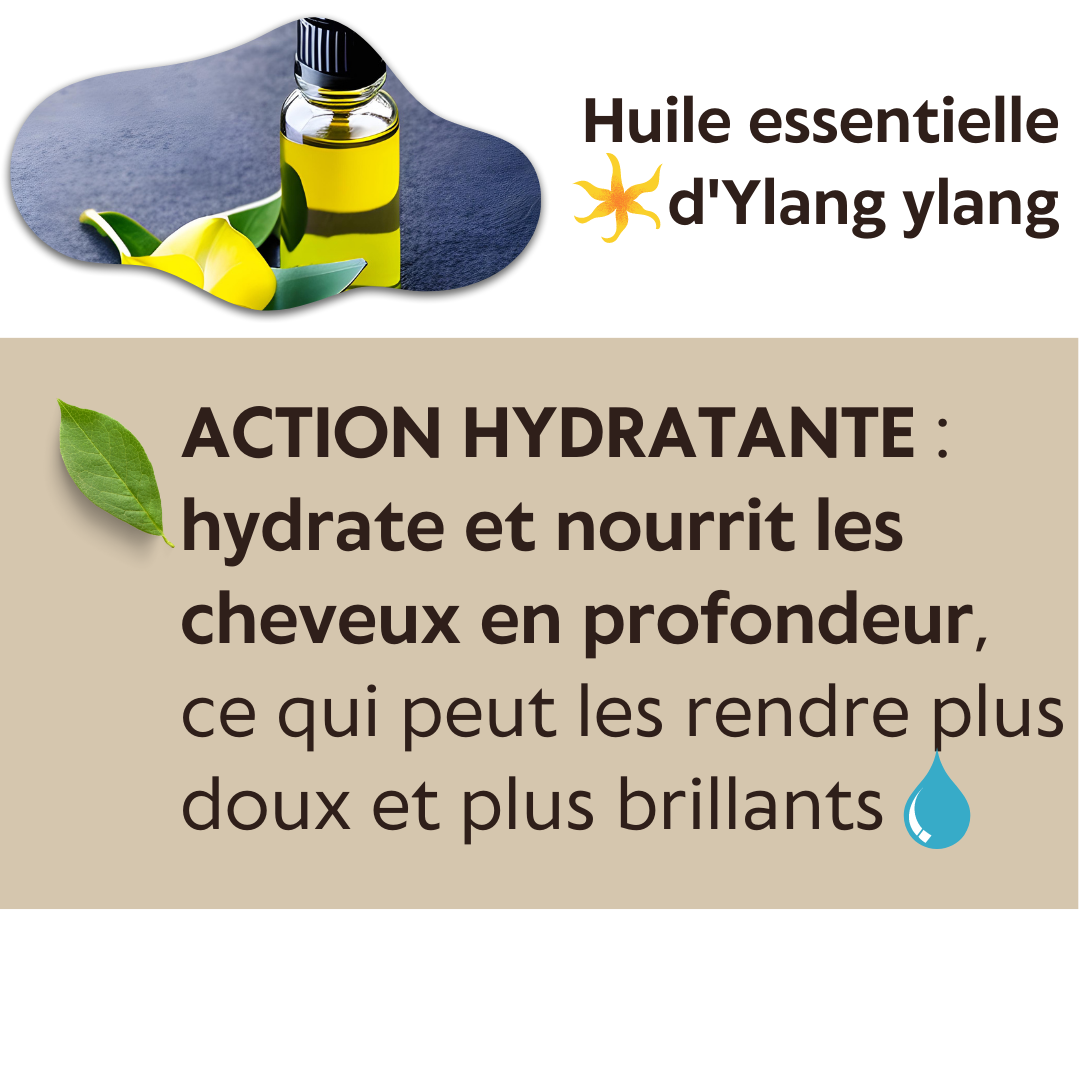 Huile essentielle
d'Ylang ylang
ACTION HYDRATANTE :
hydrate et nourrit les
cheveux en profondeur,
ce qui peut les rendre plus
doux et plus brillants